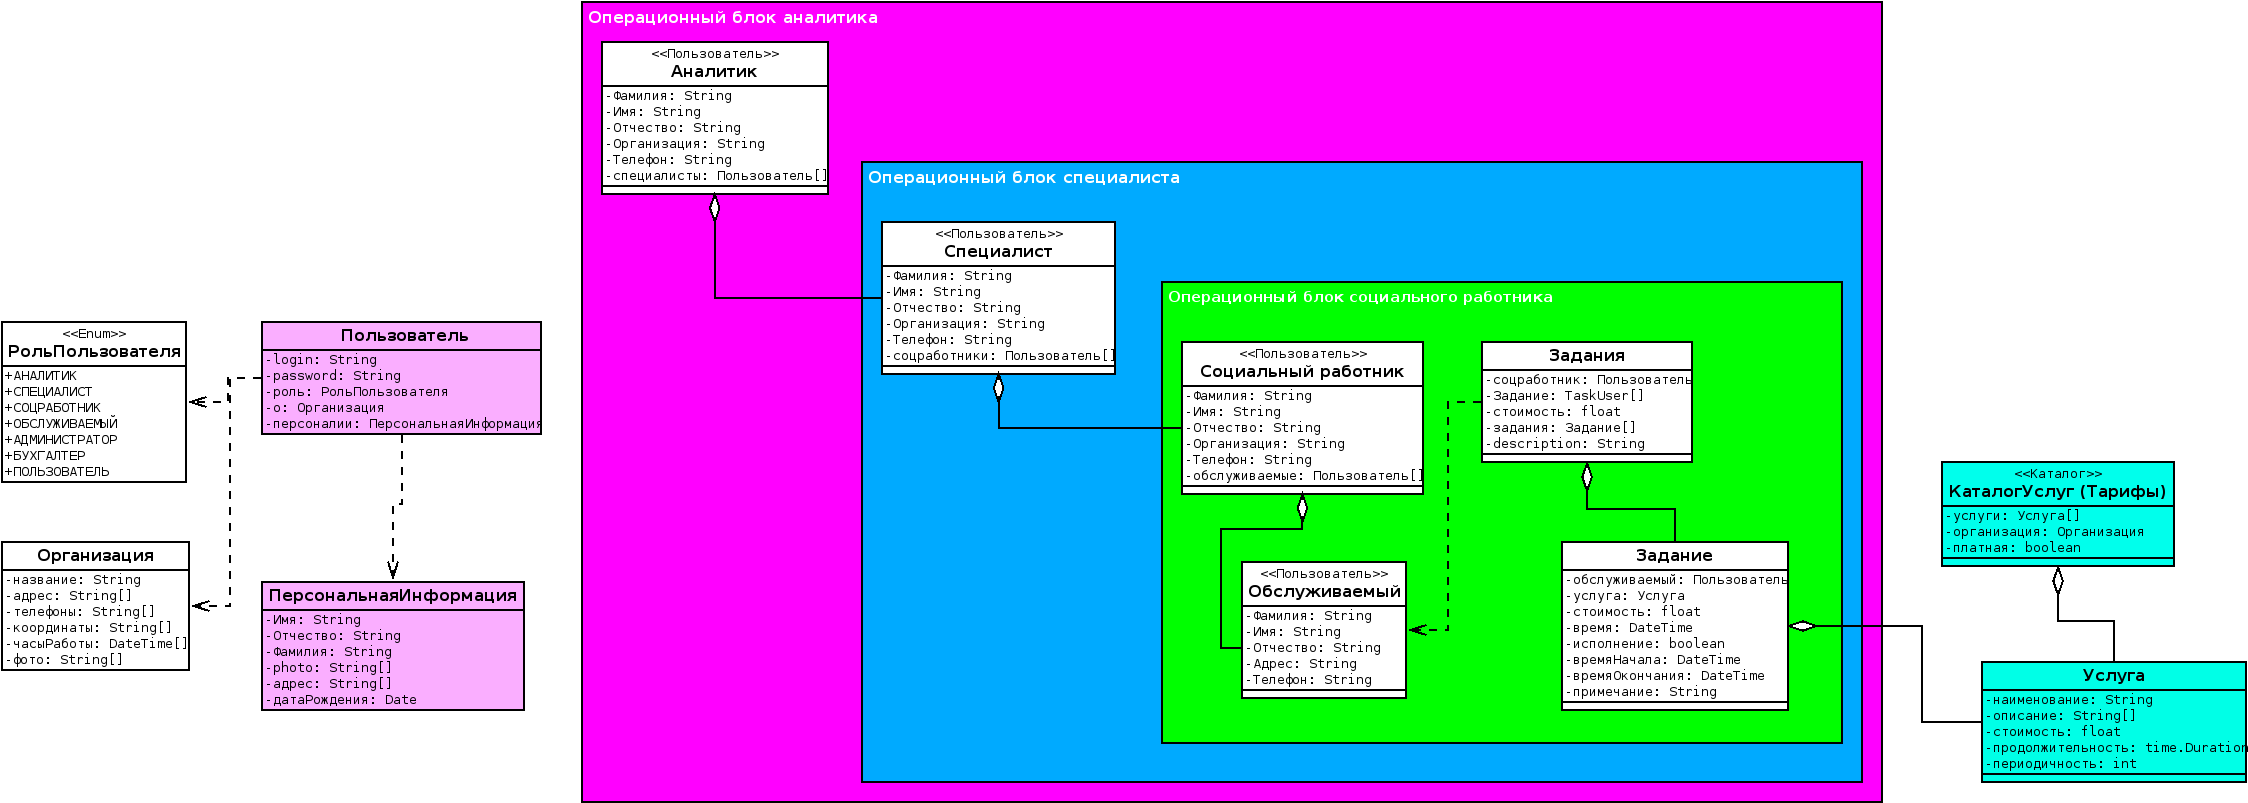 Операционный блок аналитика
<<Пользователь>>
Аналитик
-Фамилия: String
-Имя: String
-Отчество: String
-Организация: String
-Телефон: String
-специалисты: Пользователь[]
Операционный блок специалиста
<<Пользователь>>
Специалист
-Фамилия: String
-Имя: String
-Отчество: String
-Организация: String
-Телефон: String
-соцработники: Пользователь[]
Операционный блок социального работника
<<Пользователь>>
Социальный работник
-Фамилия: String
-Имя: String
-Отчество: String
-Организация: String
-Телефон: String
-обслуживаемые: Пользователь[]
Задания
-соцработник: Пользователь
-Задание: TaskUser[]
-стоимость: float
-задания: Задание[]
-description: String
<<Пользователь>>
Обслуживаемый
-Фамилия: String
-Имя: String
-Отчество: String
-Адрес: String
-Телефон: String
Задание
-обслуживаемый: Пользователь
-услуга: Услуга
-стоимость: float
-время: DateTime
-исполнение: boolean
-времяНачала: DateTime
-времяОкончания: DateTime
-примечание: String
<<Enum>>
РольПользователя
+АНАЛИТИК
+СПЕЦИАЛИСТ
+СОЦРАБОТНИК
+ОБСЛУЖИВАЕМЫЙ
+АДМИНИСТРАТОР
+БУХГАЛТЕР
+ПОЛЬЗОВАТЕЛЬ
Пользователь
-login: String
-password: String
-роль: РольПользователя
-о: Организация
-персоналии: ПерсональнаяИнформация
Организация
-название: String
-адрес: String[]
-телефоны: String[]
-координаты: String[]
-часыРаботы: DateTime[]
-фото: String[]
ПерсональнаяИнформация
-Имя: String
-Отчество: String
-Фамилия: String
-photo: String[]
-адрес: String[]
-датаРождения: Date
<<Каталог>>
КаталогУслуг (Тарифы)
-услуги: Услуга[]
-организация: Организация
-платная: boolean
Услуга
-наименование: String
-описание: String[]
-стоимость: float
-продолжительность: time.Duration
-периодичность: int